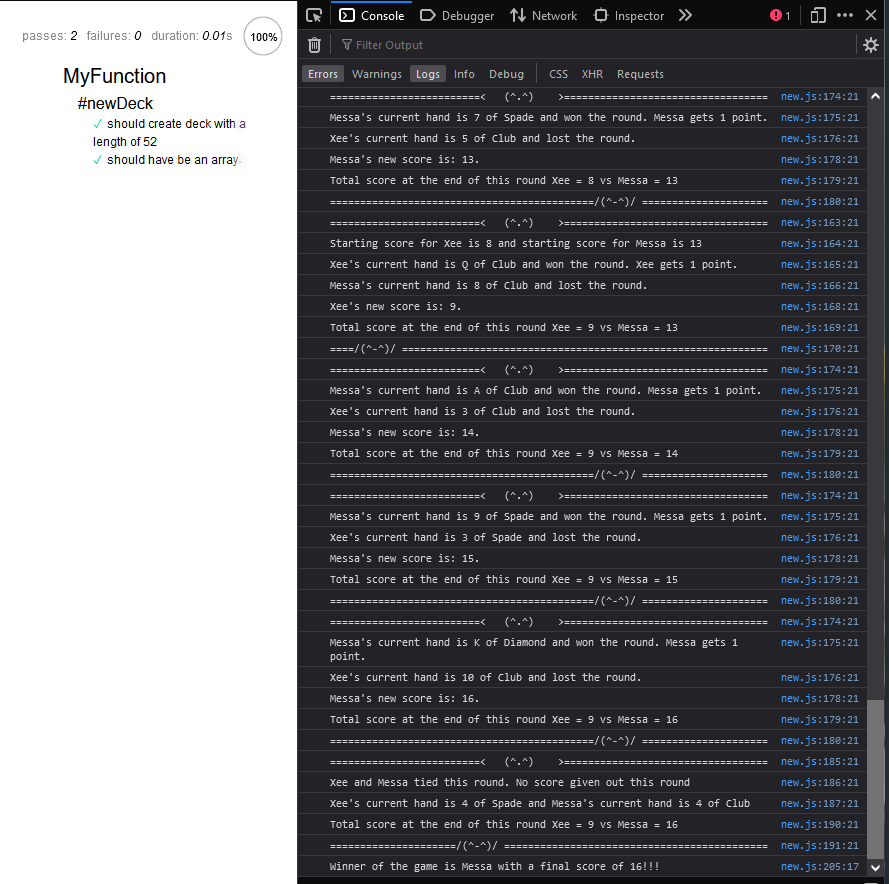 passes: 2 failures: 0 duration: 0.01s 100%
MyFunction
#newDeck
✓ should create deck with a
length of 52
✓ should have be an array.
Console Debugger Network Inspector 1
Filter Output
Errors Warnings Logs Info Debug CSS XHR Requests
========================< (^.^) >================================= new.js:174:21
Messa's current hand is 7 of Spade and won the round. Messa gets 1 point. new.js:175:21
Xee's current hand is 5 of Club and lost the round. new.js:176:21
Messa's new score is: 13. new.js:178:21
Total score at the end of this round Xee = 8 vs Messa = 13 new.js:179:21
==========================================/(^-^)/ ==================== new.js:180:21
========================< (^.^) >================================= new.js:163:21
Starting score for Xee is 8 and starting score for Messa is 13 new.js:164:21
Xee's current hand is Q of Club and won the round. Xee gets 1 point. new.js:165:21
Messa's current hand is 8 of Club and lost the round. new.js:166:21
Xee's new score is: 9. new.js:168:21
Total score at the end of this round Xee = 9 vs Messa = 13 new.js:169:21
====/(^-^)/ ========================================================== new.js:170:21
========================< (^.^) >================================= new.js:174:21
Messa's current hand is A of Club and won the round. Messa gets 1 point. new.js:175:21
Xee's current hand is 3 of Club and lost the round. new.js:176:21
Messa's new score is: 14. new.js:178:21
Total score at the end of this round Xee = 9 vs Messa = 14 new.js:179:21
==========================================/(^-^)/ ==================== new.js:180:21
========================< (^.^) >================================= new.js:174:21
Messa's current hand is 9 of Spade and won the round. Messa gets 1 point. new.js:175:21
Xee's current hand is 3 of Spade and lost the round. new.js:176:21
Messa's new score is: 15. new.js:178:21
Total score at the end of this round Xee = 9 vs Messa = 15 new.js:179:21
==========================================/(^-^)/ ==================== new.js:180:21
========================< (^.^) >================================= new.js:174:21
Messa's current hand is K of Diamond and won the round. Messa gets 1 new.js:175:21
point.
Xee's current hand is 10 of Club and lost the round. new.js:176:21
Messa's new score is: 16. new.js:178:21
Total score at the end of this round Xee = 9 vs Messa = 16 new.js:179:21
==========================================/(^-^)/ ==================== new.js:180:21
========================< (^.^) >================================= new.js:185:21
Xee and Messa tied this round. No score given out this round new.js:186:21
Xee's current hand is 4 of Spade and Messa's current hand is 4 of Club new.js:187:21
Total score at the end of this round Xee = 9 vs Messa = 16 new.js:190:21
====================/(^-^)/ ========================================== new.js:191:21
Winner of the game is Messa with a final score of 16!!! new.js:205:17